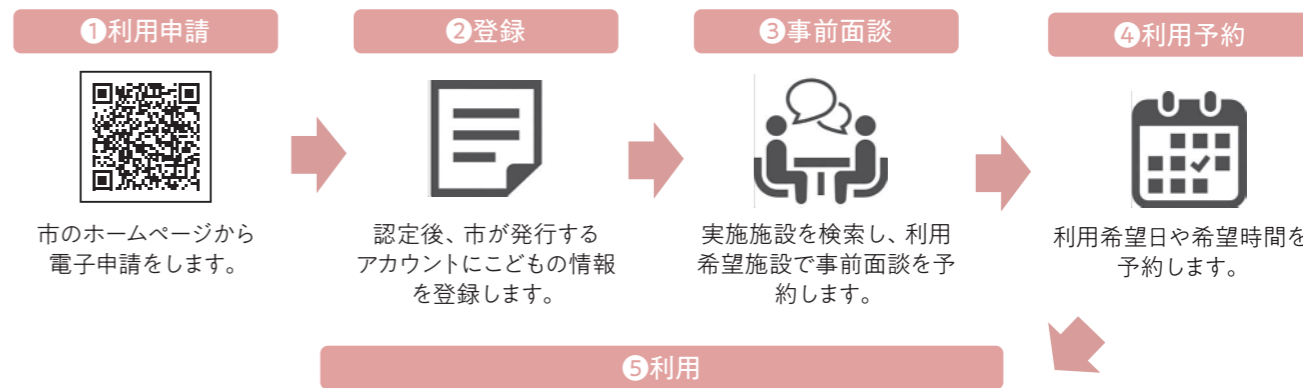 ❶利用申請
市のホームページから
電子申請をします。
❷登録
認定後、市が発行する
アカウントにこどもの情報
を登録します。
❸事前面談
実施施設を検索し、利用
希望施設で事前面談を予
約します。
❹利用予約
利用希望日や希望時間を
予約します。
❺利用